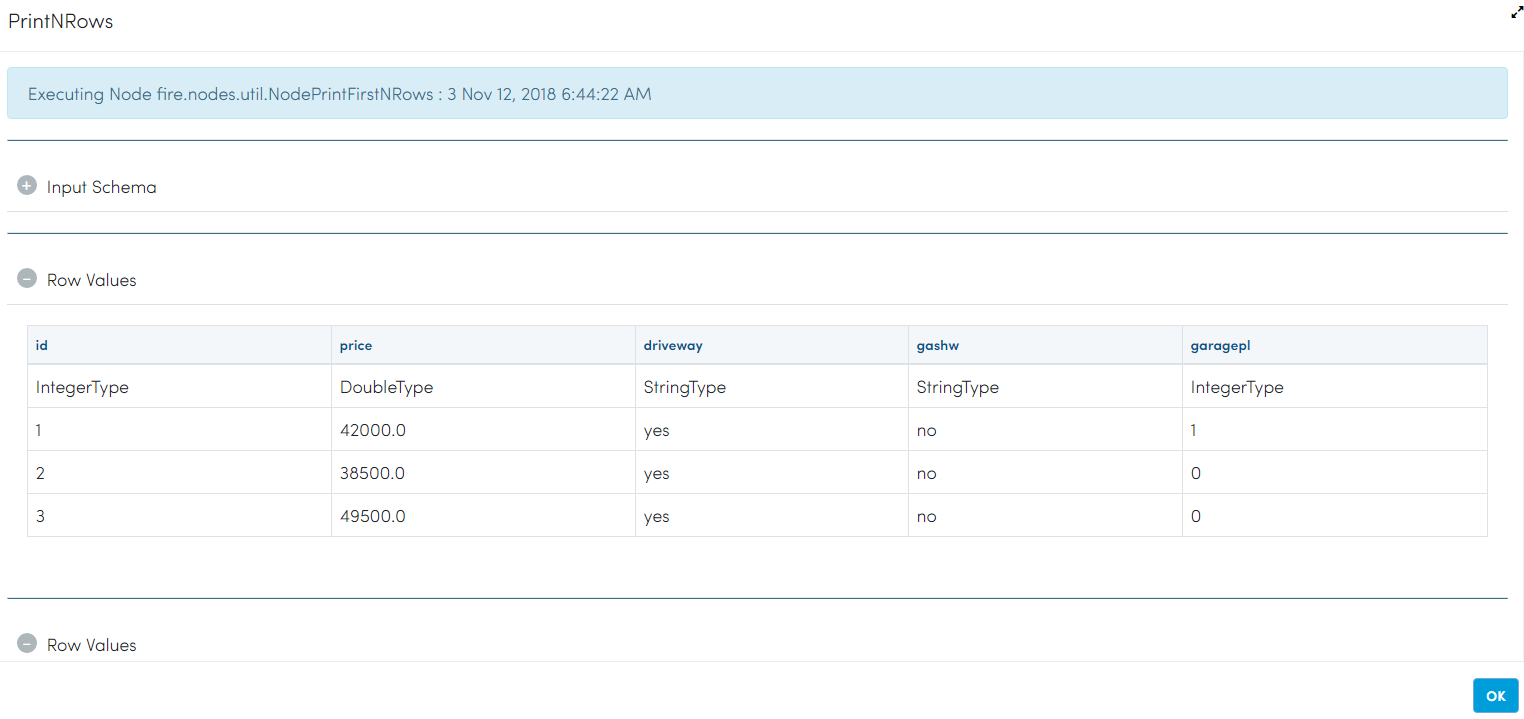 PrintNRows
Executing Node fire.nodes.util.NodePrintFirstNRows : 3 Nov 12, 2018 6:44:22 AM
Input Schema
Row Values
id price driveway gashw garagepl
IntegerType DoubleType StringType StringType IntegerType
1 42000.0 yes no 1
2 38500.0 yes no 0
3 49500.0 yes no 0
Row Values
OK